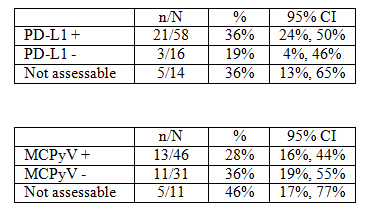 n/N % 95% CI
PD-L1 + 21/58 36% 24%, 50%
PD-L1 - 3/16 19% 4%, 46%
Not assessable 5/14 36% 13%, 65%
n/N % 95% CI
MCPyV + 13/46 28% 16%, 44%
MCPyV - 11/31 36% 19%, 55%
Not assessable 5/11 46% 17%, 77%